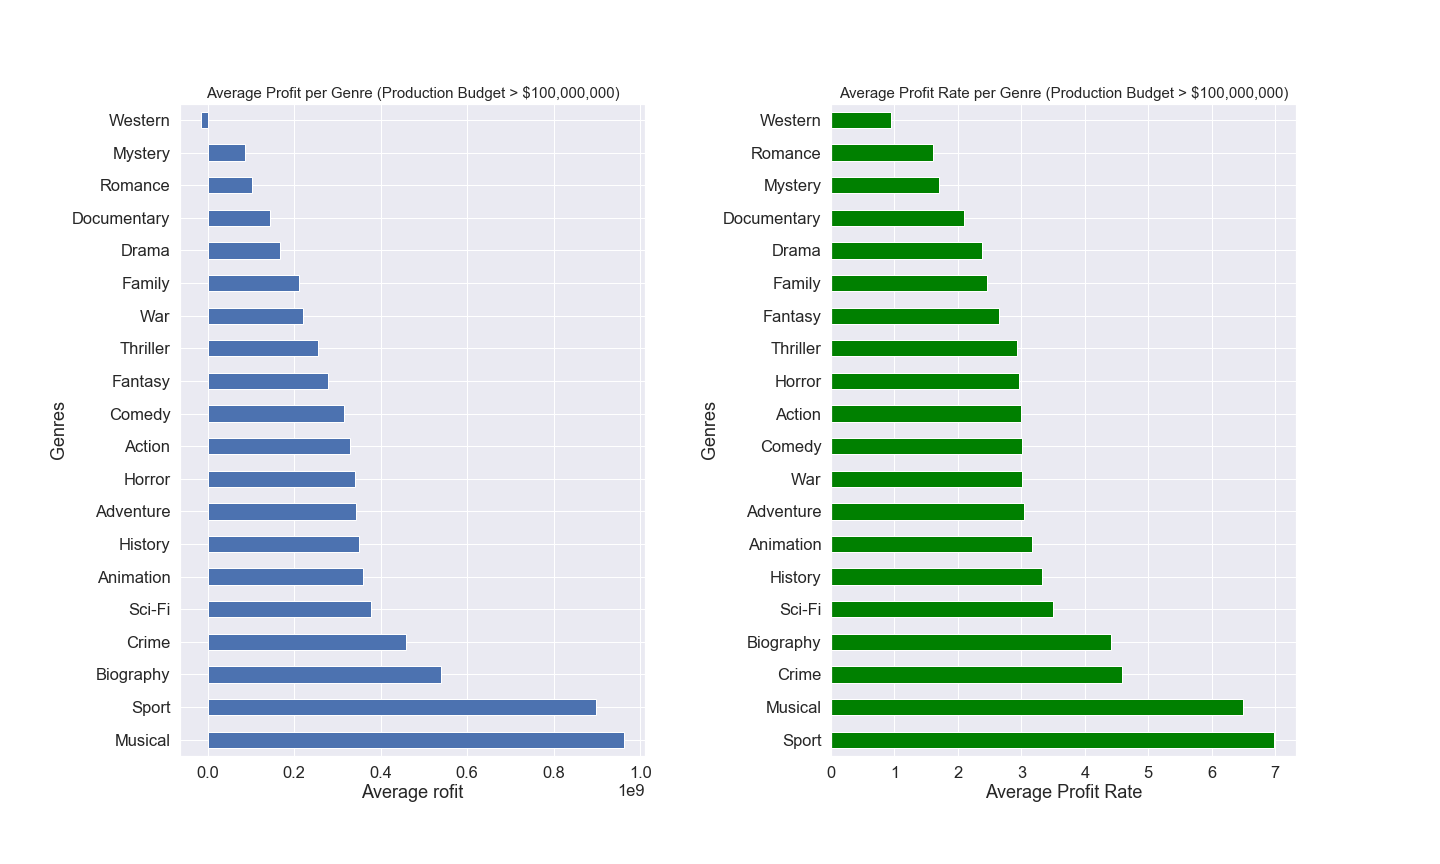 Average Profit per Genre (Production Budget > $100,000,000)
Western
Mystery
Romance
Documentary
Drama
Family
War
Thriller
Fantasy
Comedy
Action
Horror
Adventure
History
Animation
Sci-Fi
Crime
Biography
Sport
Musical
Genres
0.0 0.2 0.4 0.6 0.8 1.0
1e9
Average rofit
Average Profit Rate per Genre (Production Budget > $100,000,000)
Western
Romance
Mystery
Documentary
Drama
Family
Fantasy
Thriller
Horror
Action
Comedy
War
Adventure
Animation
History
Sci-Fi
Biography
Crime
Musical
Sport
Genres
0 1 2 3 4 5 6 7
Average Profit Rate